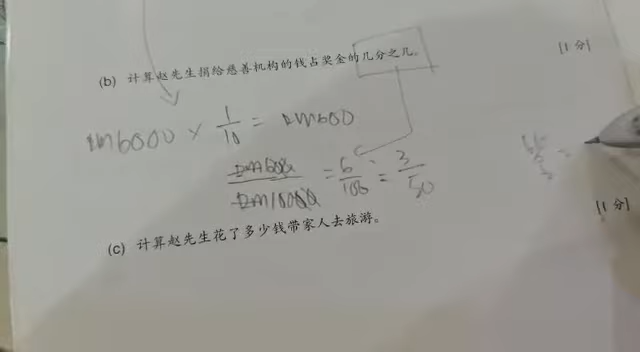 (b) 计算赵先生捐给慈善机构的钱占奖金的几分之几。 [1 分]
RM6000 × 1/10 = RM600
RM600/RM10000 = 6/100 = 3/50
(c) 计算赵先生花了多少钱带家人去旅游。 [1 分]